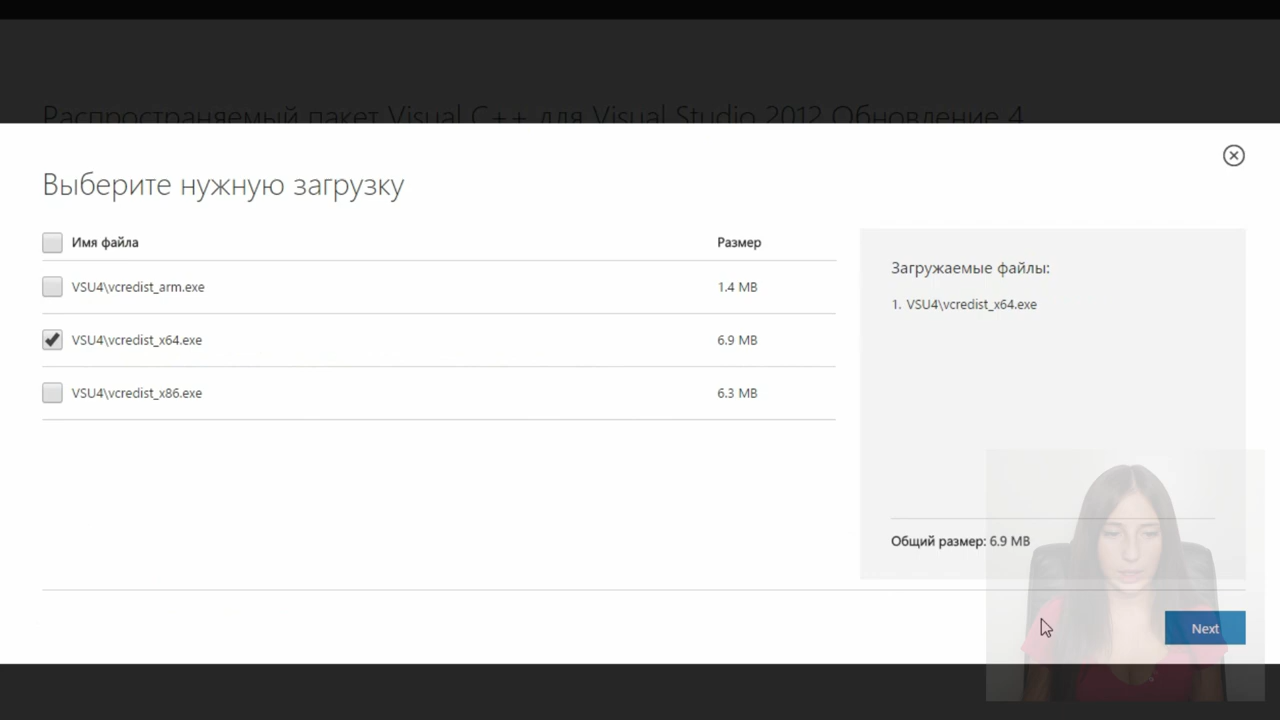 Распространяемый пакет Visual C++ для Visual Studio 2012 Обновление 4
Выберите нужную загрузку
Имя файла Размер
VSU4\vcredist_arm.exe 1.4 MB
VSU4\vcredist_x64.exe 6.9 MB
VSU4\vcredist_x86.exe 6.3 MB
Загружаемые файлы:
1. VSU4\vcredist_x64.exe
Общий размер: 6.9 MB
Next